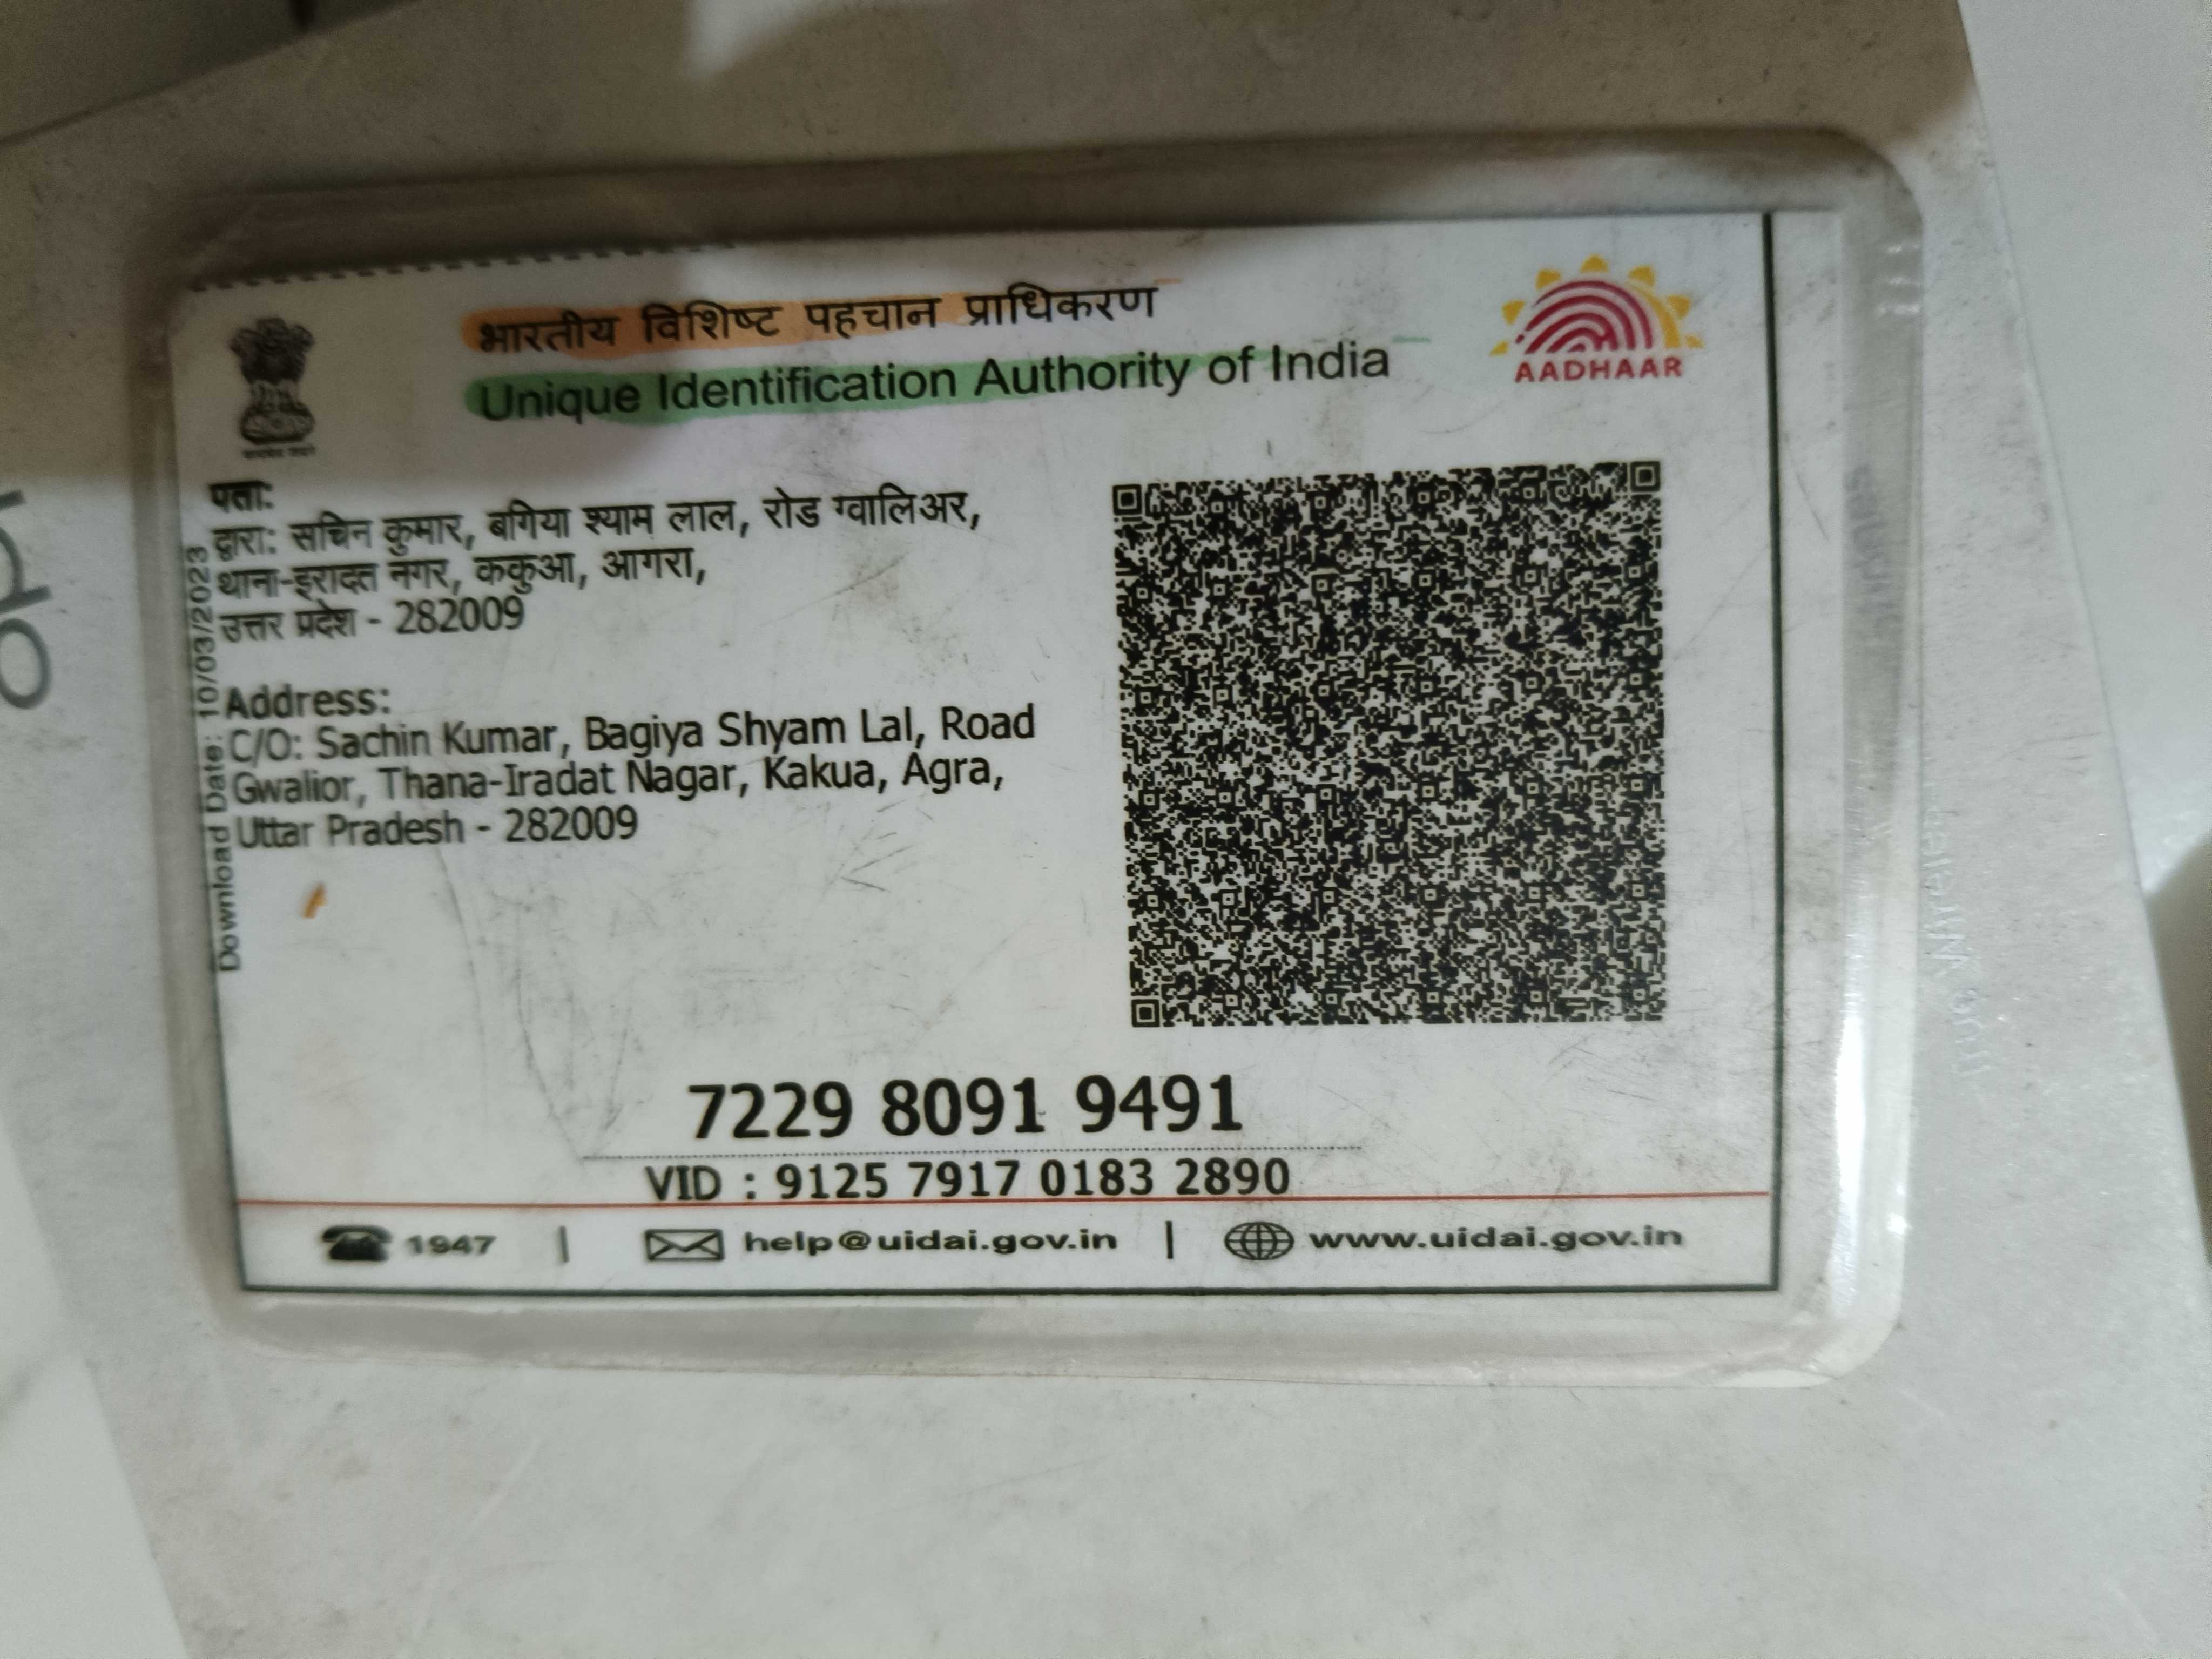 भारतीय विशिष्ट पहचान प्राधिकरण
Unique Identification Authority of India
AADHAAR
पता:
द्वारा: सचिन कुमार, बगिया श्याम लाल, रोड ग्वालिअर,
थाना-इरादत नगर, ककुआ, आगरा,
उत्तर प्रदेश - 282009
Address:
C/O: Sachin Kumar, Bagiya Shyam Lal, Road
Gwalior, Thana-Iradat Nagar, Kakua, Agra,
Uttar Pradesh - 282009
Download Date: 10/03/2023
7229 8091 9491
VID : 9125 7917 0183 2890
1947 | help@uidai.gov.in | www.uidai.gov.in